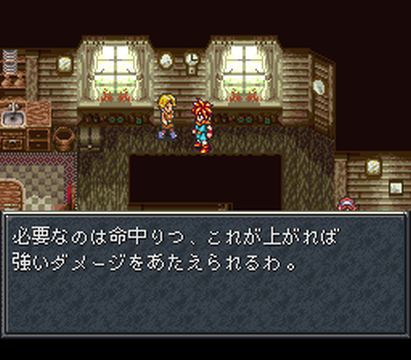 必要なのは命中りつ、これが上がれば
強いダメージをあたえられるわ。